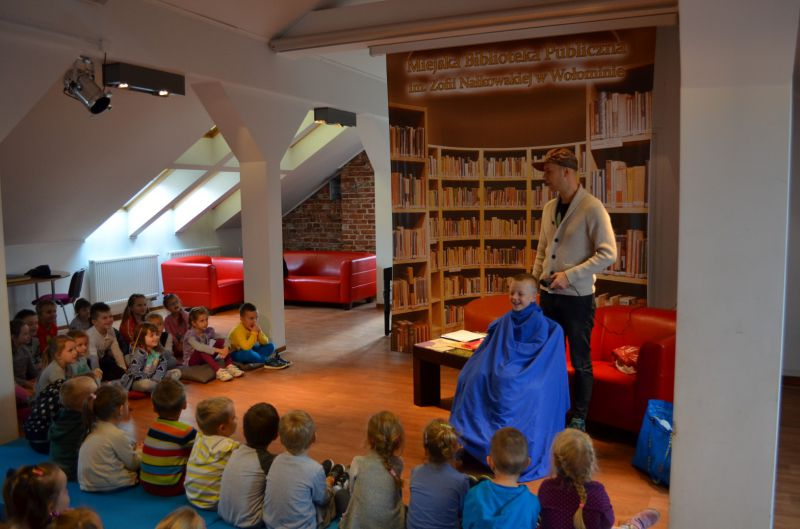 Miejska Biblioteka Publiczna
im. Zofii Nałkowskiej w Wołominie